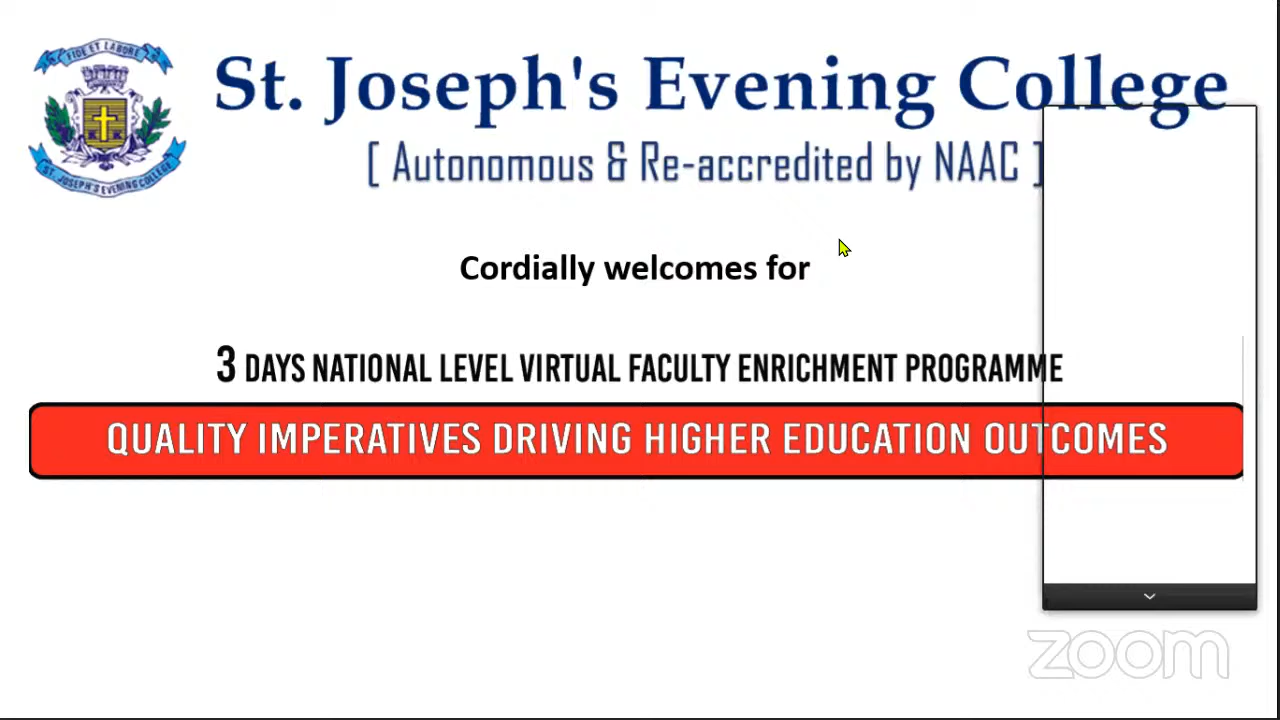 FIDE ET LABORE
ST. JOSEPH'S EVENING COLLEGE
St. Joseph's Evening College
[ Autonomous & Re-accredited by NAAC ]
Cordially welcomes for
3 DAYS NATIONAL LEVEL VIRTUAL FACULTY ENRICHMENT PROGRAMME
QUALITY IMPERATIVES DRIVING HIGHER EDUCATION OUTCOMES
zoom